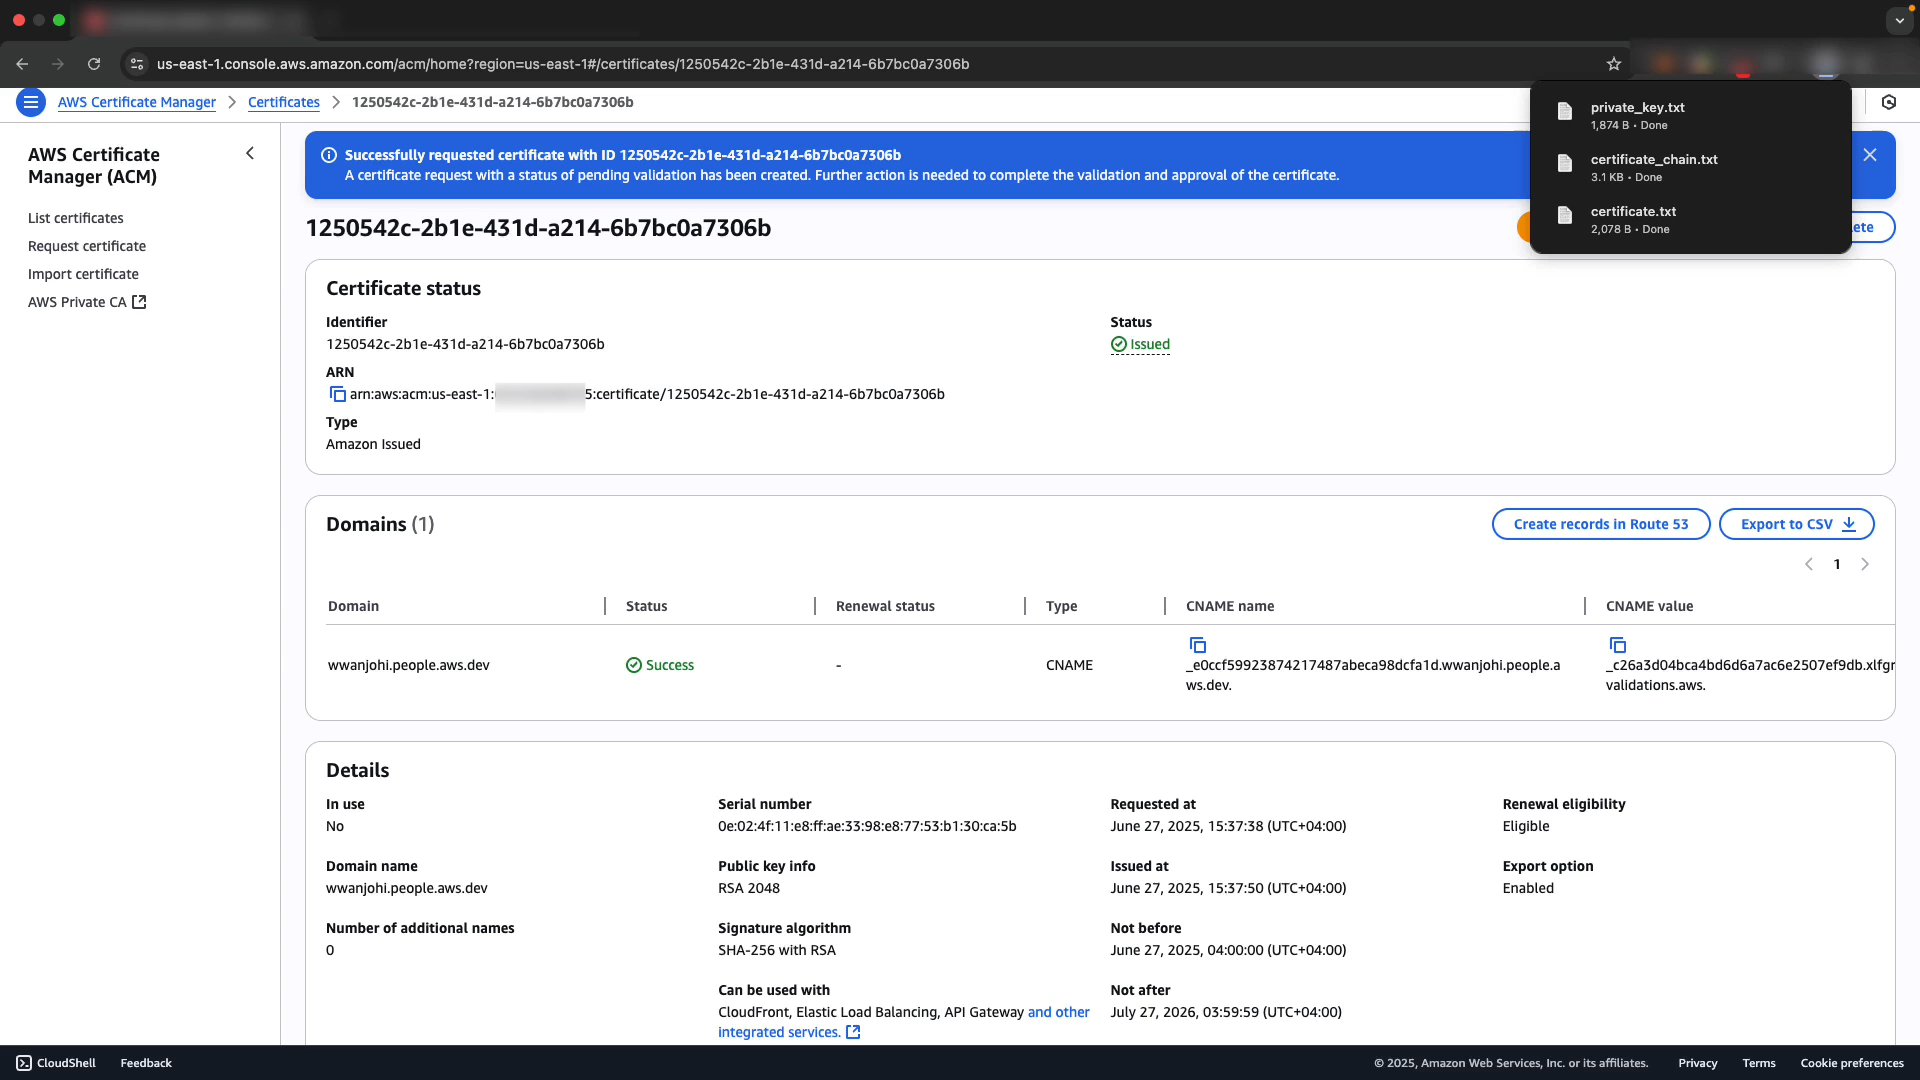 us-east-1.console.aws.amazon.com/acm/home?region=us-east-1#/certificates/1250542c-2b1e-431d-a214-6b7bc0a7306b
AWS Certificate Manager
Certificates
1250542c-2b1e-431d-a214-6b7bc0a7306b
private_key.txt
1,874 B • Done
certificate_chain.txt
3.1 KB • Done
certificate.txt
2,078 B • Done
AWS Certificate
Manager (ACM)
List certificates
Request certificate
Import certificate
AWS Private CA
Successfully requested certificate with ID 1250542c-2b1e-431d-a214-6b7bc0a7306b
A certificate request with a status of pending validation has been created. Further action is needed to complete the validation and approval of the certificate.
1250542c-2b1e-431d-a214-6b7bc0a7306b
Certificate status
Identifier
1250542c-2b1e-431d-a214-6b7bc0a7306b
Status
Issued
ARN
arn:aws:acm:us-east-1: 5:certificate/1250542c-2b1e-431d-a214-6b7bc0a7306b
Type
Amazon Issued
Domains (1)
Create records in Route 53
Export to CSV
1
Domain
Status
Renewal status
Type
CNAME name
CNAME value
wwanjohi.people.aws.dev
Success
-
CNAME
_e0ccf59923874217487abeca98dcfa1d.wwanjohi.people.a
ws.dev.
_c26a3d04bca4bd6d6a7ac6e2507ef9db.xlfgr
validations.aws.
Details
In use
No
Domain name
wwanjohi.people.aws.dev
Number of additional names
0
Serial number
0e:02:4f:11:e8:ff:ae:33:98:e8:77:53:b1:30:ca:5b
Public key info
RSA 2048
Signature algorithm
SHA-256 with RSA
Can be used with
CloudFront, Elastic Load Balancing, API Gateway and other
integrated services.
Requested at
June 27, 2025, 15:37:38 (UTC+04:00)
Issued at
June 27, 2025, 15:37:50 (UTC+04:00)
Not before
June 27, 2025, 04:00:00 (UTC+04:00)
Not after
July 27, 2026, 03:59:59 (UTC+04:00)
Renewal eligibility
Eligible
Export option
Enabled
CloudShell
Feedback
© 2025, Amazon Web Services, Inc. or its affiliates.
Privacy
Terms
Cookie preferences